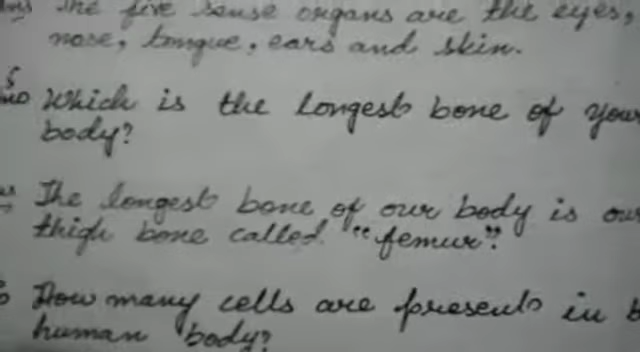 The five sense organs are the eyes,
nose, tongue, ears and skin.
Which is the longest bone of your
body?
The longest bone of our body is our
thigh bone called "femur".
How many cells are present in
human body?